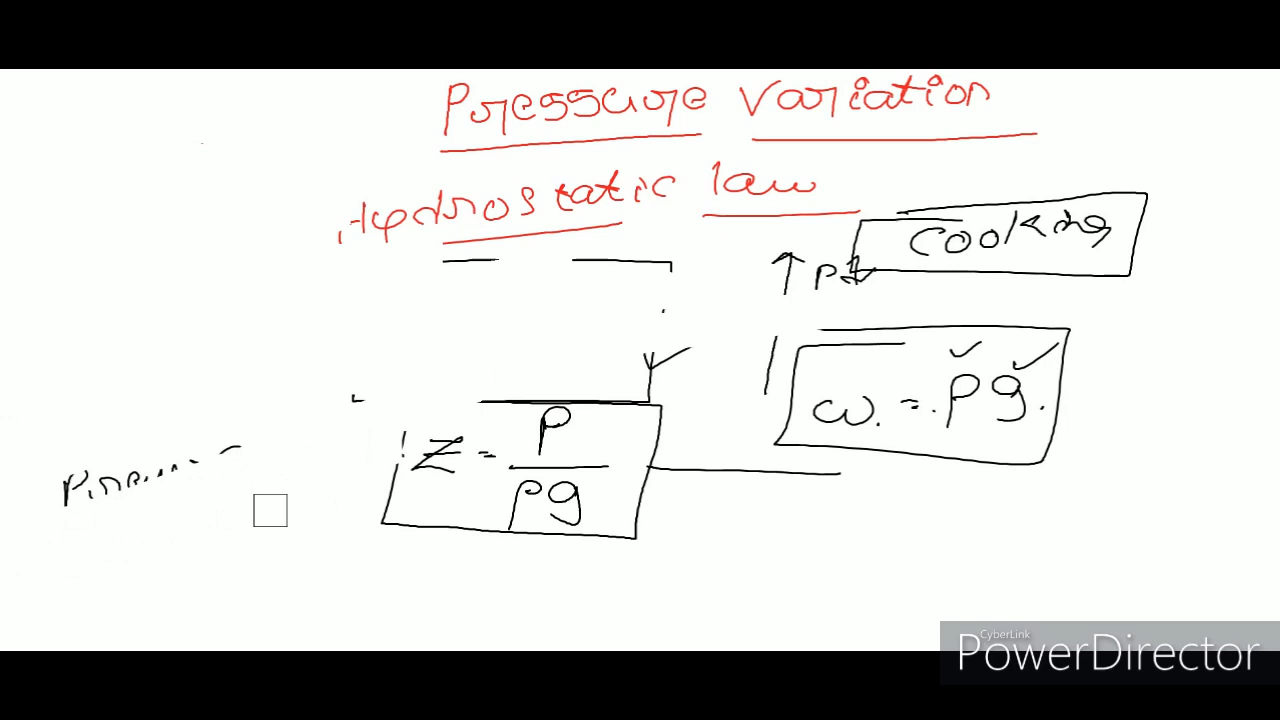 Pressure variation
Hydrostatic law
cooking
↑ P
ω = ρg
Z = P/ρg
CyberLink
PowerDirector